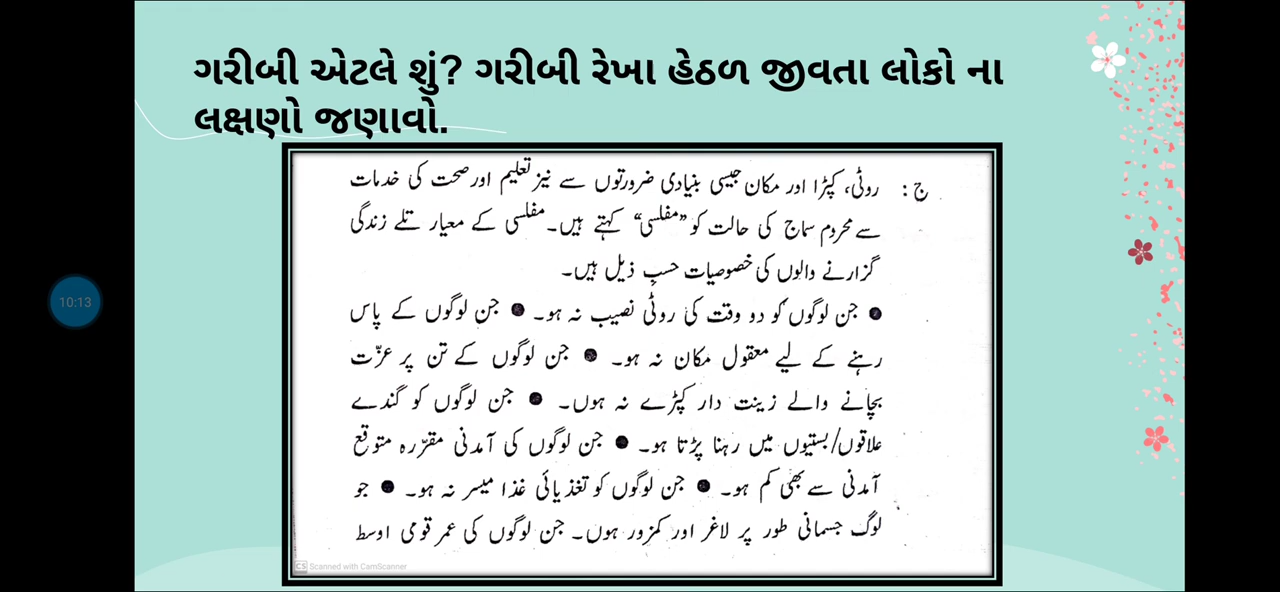 ગરીબી એટલે શું? ગરીબી રેખા હેઠળ જીવતા લોકો ના
લક્ષણો જણાવો.
ج : روٹی، کپڑا اور مکان جیسی بنیادی ضرورتوں سے نیز تعلیم اور صحت کی خدمات
سے محروم سماج کی حالت کو ”مفلسی“ کہتے ہیں۔ مفلسی کے معیار تلے زندگی
گزارنے والوں کی خصوصیات حسبِ ذیل ہیں۔
● جن لوگوں کو دو وقت کی روٹی نصیب نہ ہو۔ ● جن لوگوں کے پاس
رہنے کے لیے معقول مکان نہ ہو۔ ● جن لوگوں کے تن پر عزّت
بچانے والے زینت دار کپڑے نہ ہوں۔ ● جن لوگوں کو گندے
علاقوں/بستیوں میں رہنا پڑتا ہو۔ ● جن لوگوں کی آمدنی مقرّرہ متوقع
آمدنی سے بھی کم ہو۔ ● جن لوگوں کو تغذیائی غذا میسر نہ ہو۔ ● جو
لوگ جسمانی طور پر لاغر اور کمزور ہوں۔ جن لوگوں کی عمر قومی اوسط
CS Scanned with CamScanner
10:13